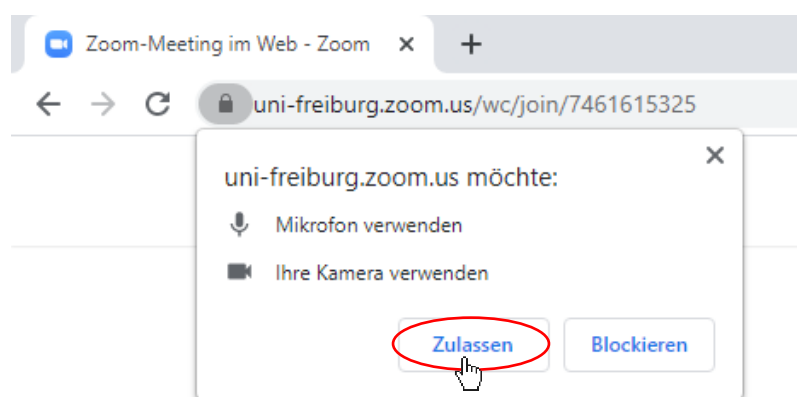 Zoom-Meeting im Web - Zoom
uni-freiburg.zoom.us/wc/join/7461615325
uni-freiburg.zoom.us möchte:
Mikrofon verwenden
Ihre Kamera verwenden
Zulassen Blockieren